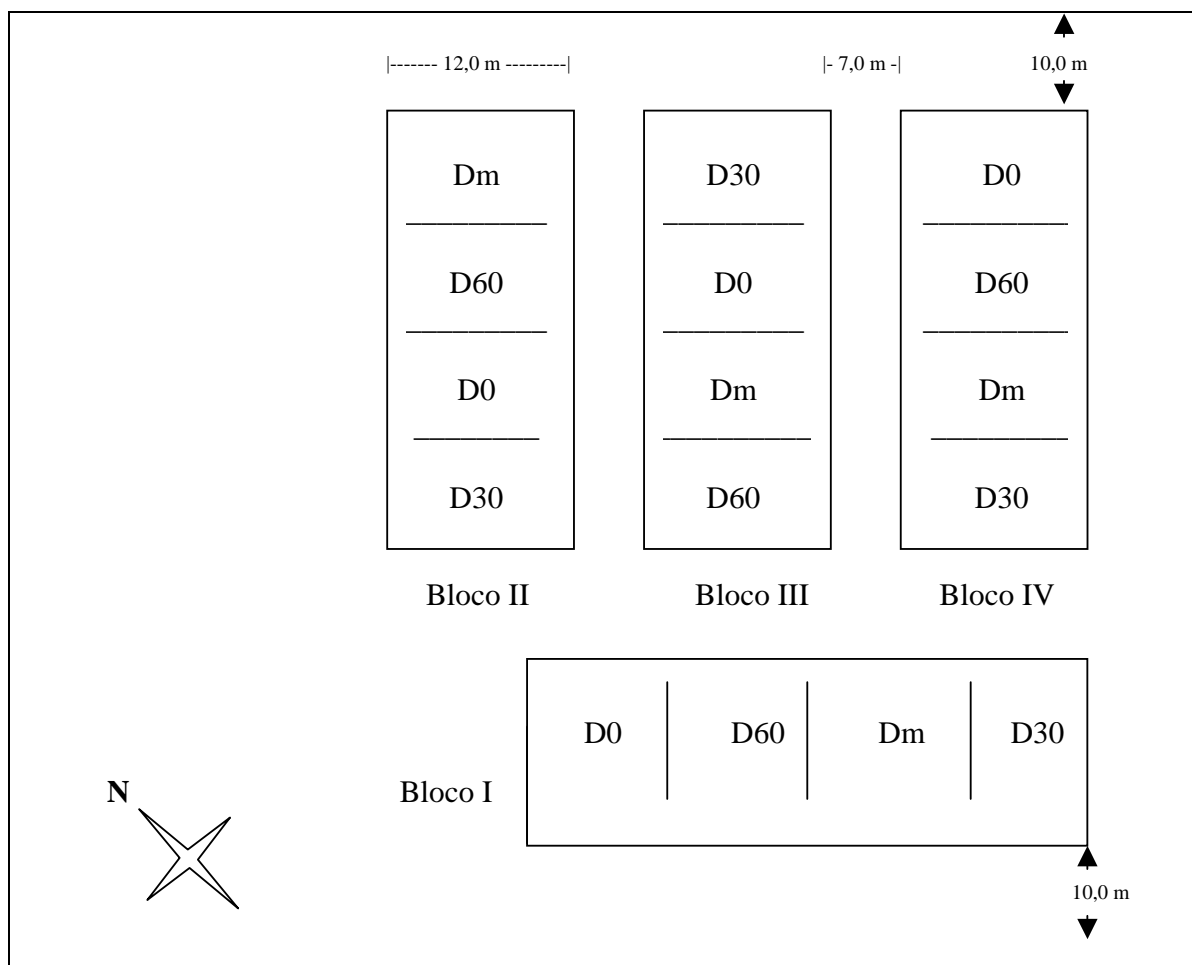 |------- 12,0 m ---------| |- 7,0 m -| 10,0 m
Dm D30 D0
D60 D0 D60
D0 Dm Dm
D30 D60 D30
Bloco II Bloco III Bloco IV
D0 D60 Dm D30
N Bloco I
10,0 m